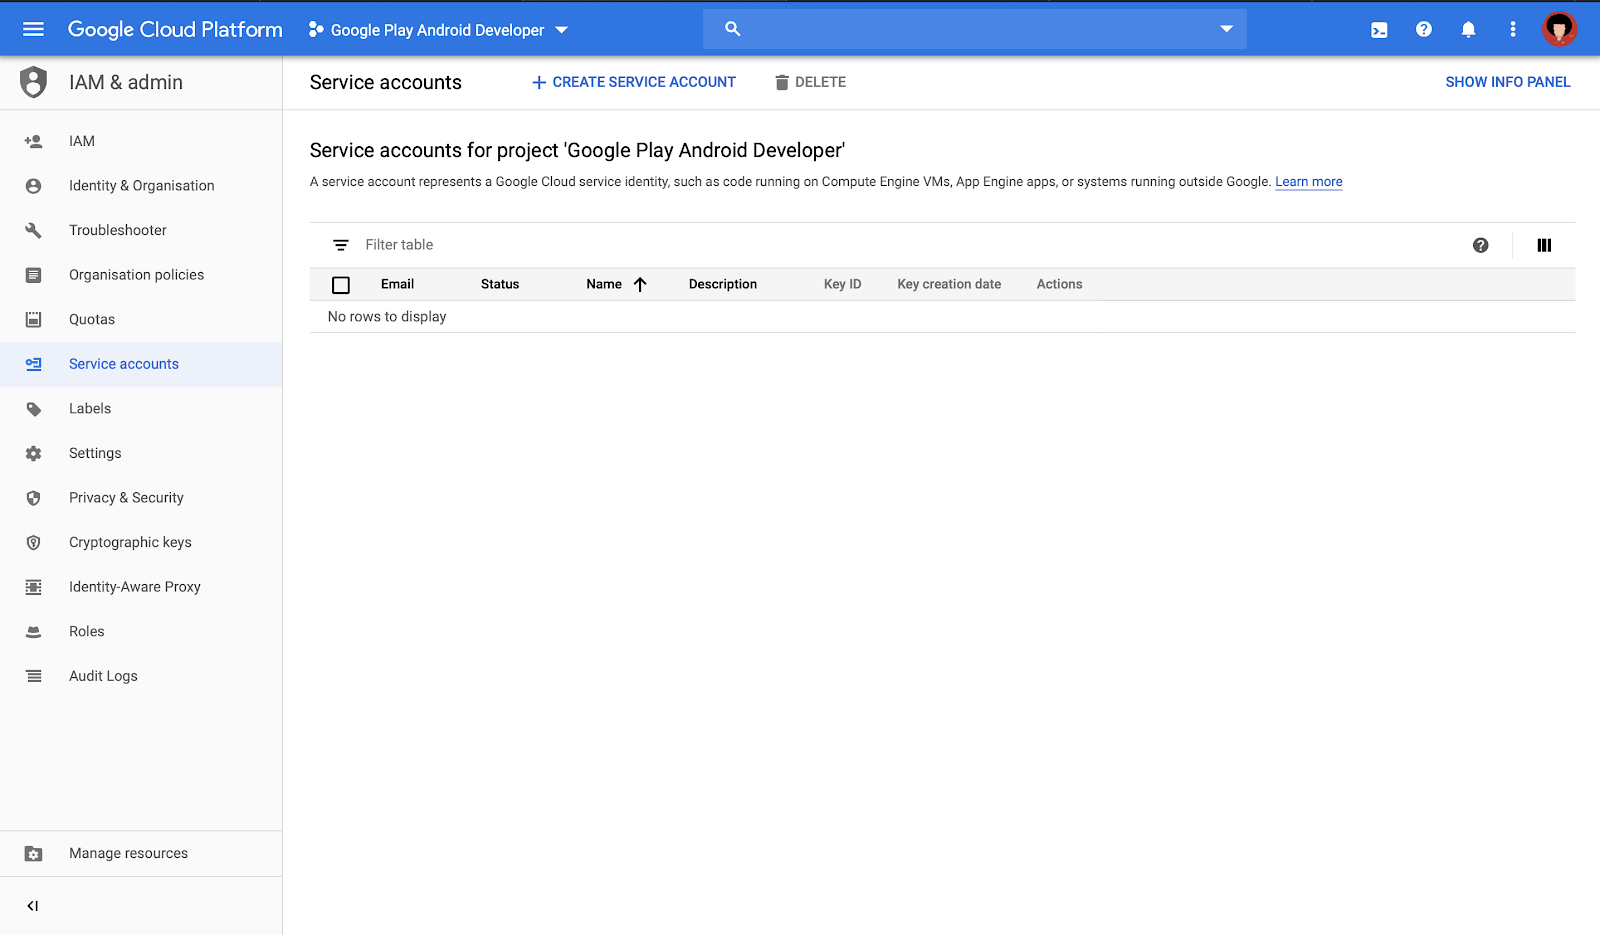 Google Cloud Platform
Google Play Android Developer
IAM & admin
Service accounts
CREATE SERVICE ACCOUNT
DELETE
SHOW INFO PANEL
IAM
Identity & Organisation
Troubleshooter
Organisation policies
Quotas
Service accounts
Labels
Settings
Privacy & Security
Cryptographic keys
Identity-Aware Proxy
Roles
Audit Logs
Manage resources
Service accounts for project 'Google Play Android Developer'
A service account represents a Google Cloud service identity, such as code running on Compute Engine VMs, App Engine apps, or systems running outside Google. Learn more
Filter table
Email Status Name Description Key ID Key creation date Actions
No rows to display